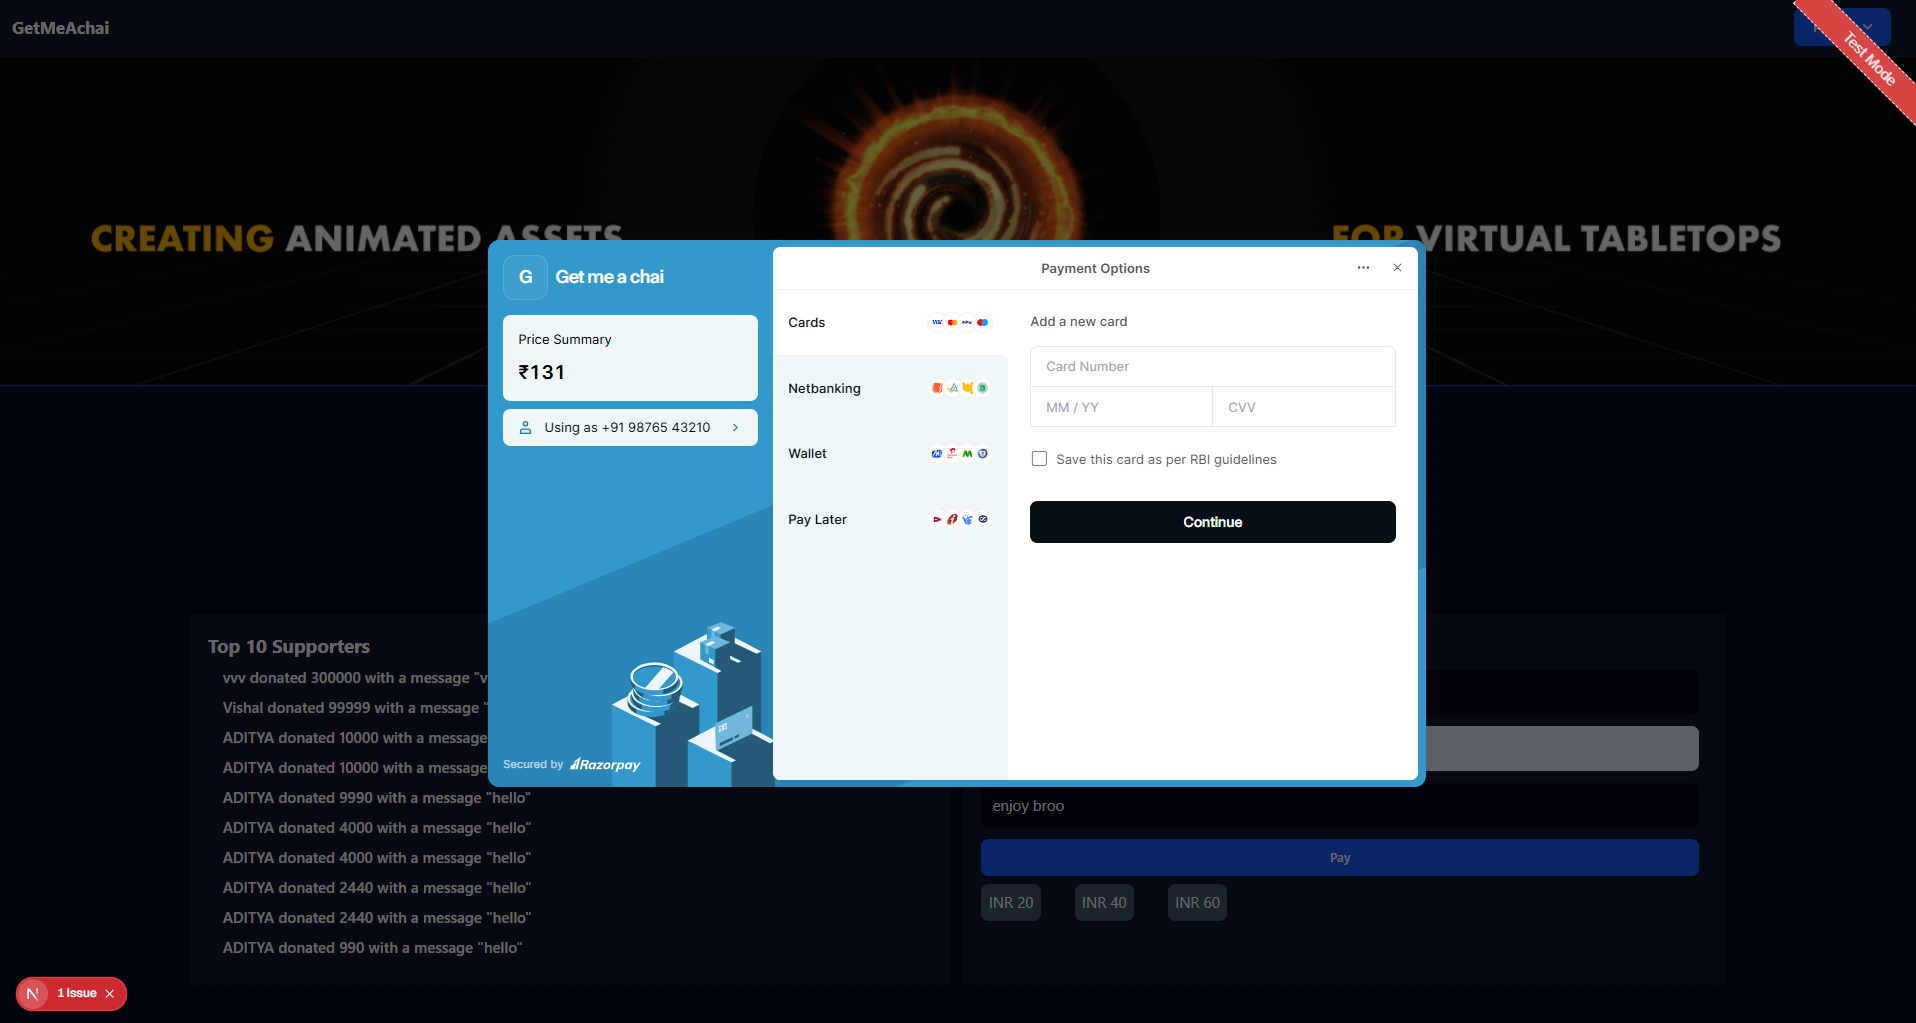 GetMeAchai
Test Mode
CREATING ANIMATED ASSETS
FOR VIRTUAL TABLETOPS
G
Get me a chai
Price Summary
₹131
Using as +91 98765 43210
Secured by Razorpay
Payment Options
Cards
VISA
Netbanking
Wallet
Pay Later
Add a new card
Card Number
MM / YY
CVV
Save this card as per RBI guidelines
Continue
Top 10 Supporters
vvv donated 300000 with a message "v
Vishal donated 99999 with a message "
ADITYA donated 10000 with a message
ADITYA donated 10000 with a message
ADITYA donated 9990 with a message "hello"
ADITYA donated 4000 with a message "hello"
ADITYA donated 4000 with a message "hello"
ADITYA donated 2440 with a message "hello"
ADITYA donated 2440 with a message "hello"
ADITYA donated 990 with a message "hello"
enjoy broo
Pay
INR 20
INR 40
INR 60
N
1 Issue